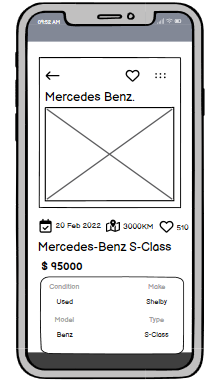 09:52 AM
Mercedes Benz.
20 Feb 2022 3000KM 510
Mercedes-Benz S-Class
$ 95000
Condition Make
Used Shelby
Model Type
Benz S-Class